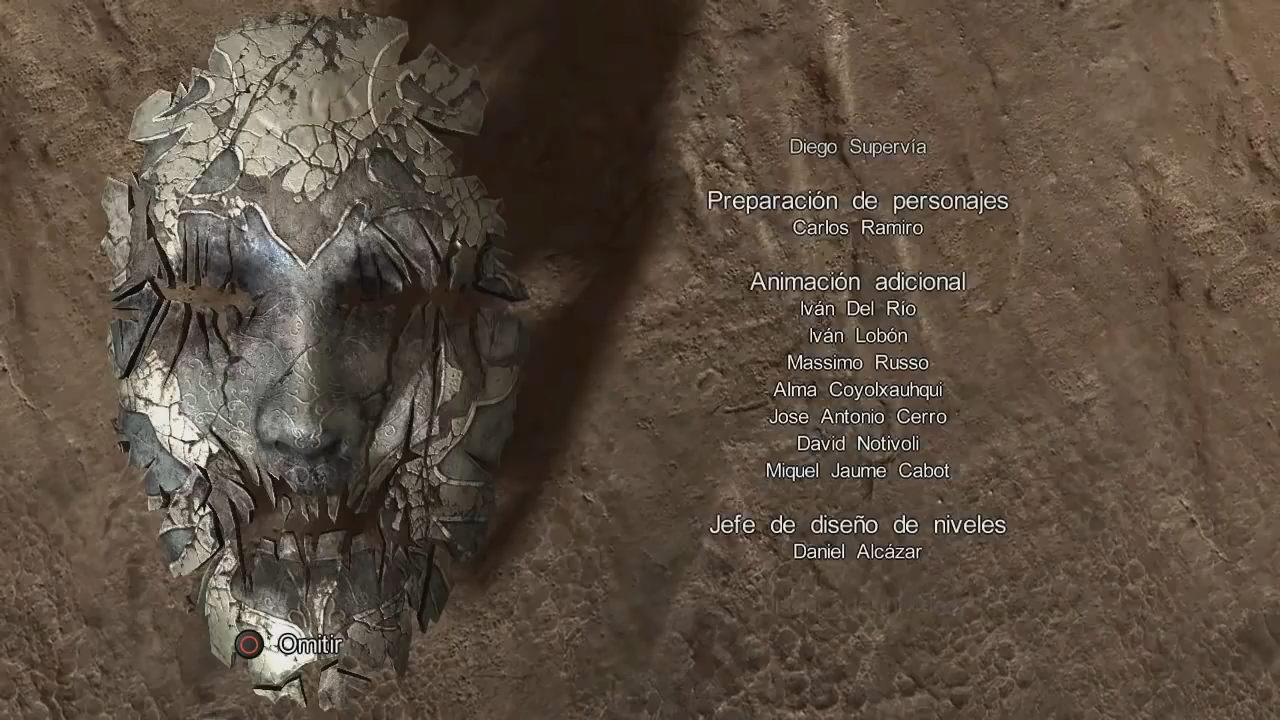 Diego Supervía
Preparación de personajes
Carlos Ramiro
Animación adicional
Iván Del Río
Iván Lobón
Massimo Russo
Alma Coyolxauhqui
Jose Antonio Cerro
David Notivoli
Miquel Jaume Cabot
Jefe de diseño de niveles
Daniel Alcázar
Omitir